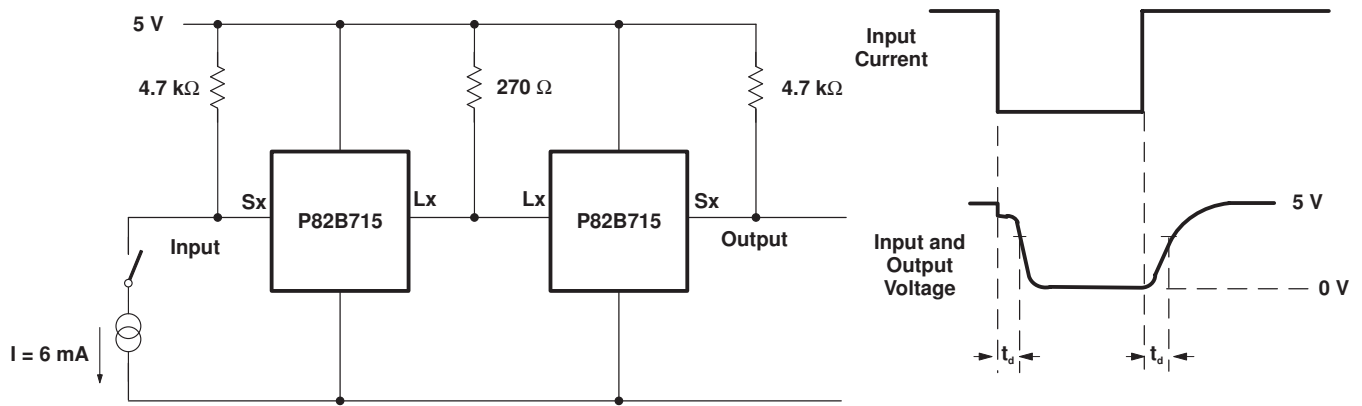 5 V
4.7 kΩ
270 Ω
4.7 kΩ
Sx
P82B715
Lx
Lx
P82B715
Sx
Input
Output
I = 6 mA
Input
Current
Input and
Output
Voltage
5 V
0 V
td
td